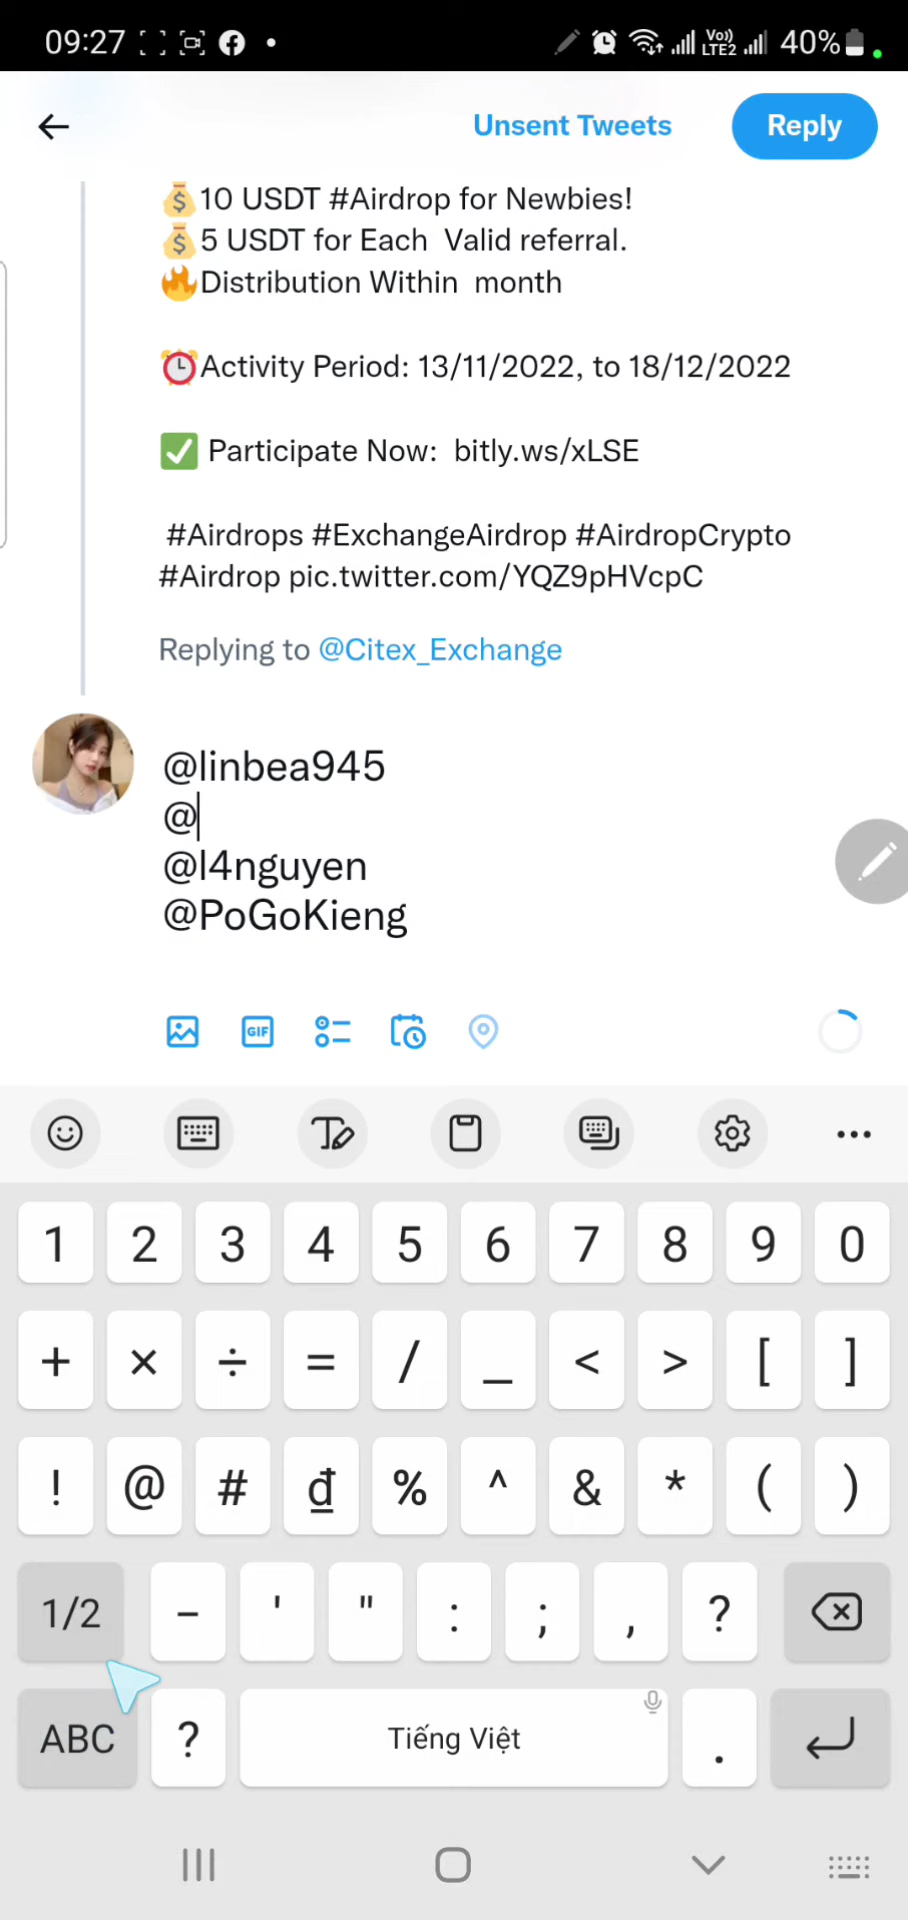 09:27
Vo)) LTE2 40%
Unsent Tweets
Reply
10 USDT #Airdrop for Newbies!
5 USDT for Each Valid referral.
Distribution Within month
Activity Period: 13/11/2022, to 18/12/2022
Participate Now: bitly.ws/xLSE
#Airdrops #ExchangeAirdrop #AirdropCrypto
#Airdrop pic.twitter.com/YQZ9pHVcpC
Replying to @Citex_Exchange
@linbea945
@
@l4nguyen
@PoGoKieng
GIF
1 2 3 4 5 6 7 8 9 0
+ × ÷ = / _ < > [ ]
! @ # ₫ % ^ & * ( )
1/2 - ' " : ; , ?
ABC ? Tiếng Việt .